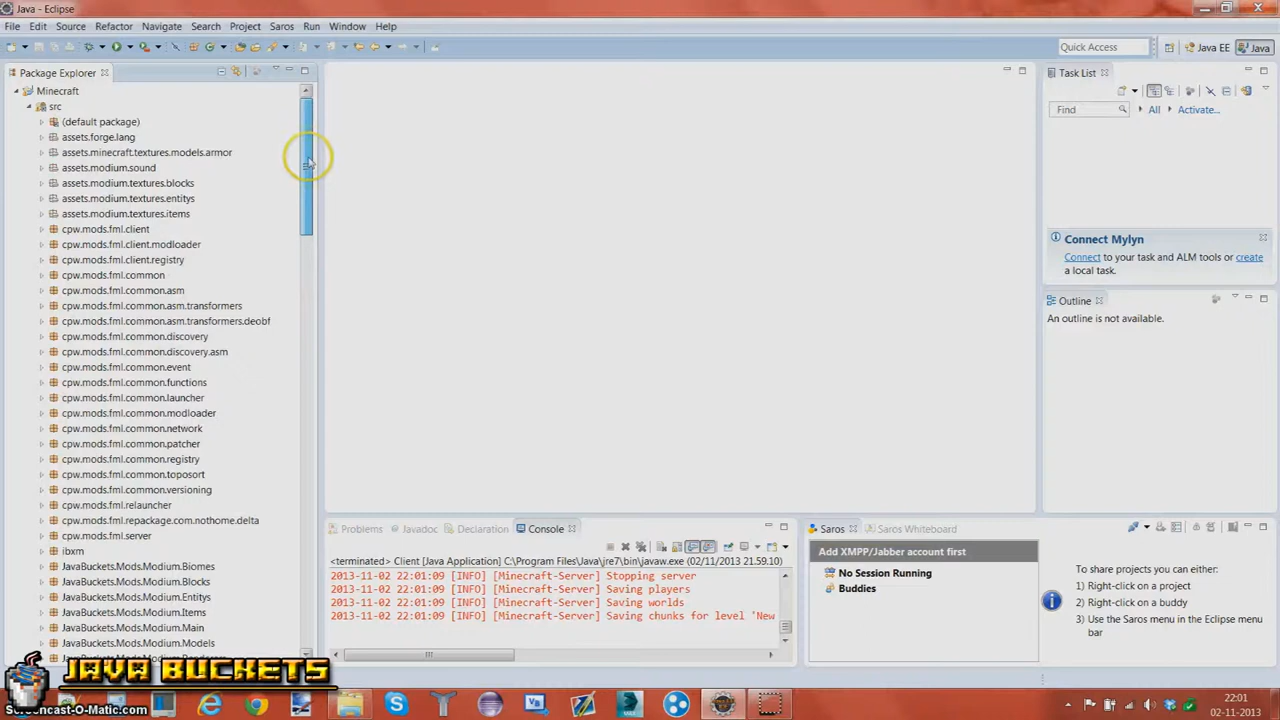 Java - Eclipse
File Edit Source Refactor Navigate Search Project Saros Run Window Help
Quick Access Java EE Java
Package Explorer
Minecraft
src
(default package)
assets.forge.lang
assets.minecraft.textures.models.armor
assets.modium.sound
assets.modium.textures.blocks
assets.modium.textures.entitys
assets.modium.textures.items
cpw.mods.fml.client
cpw.mods.fml.client.modloader
cpw.mods.fml.client.registry
cpw.mods.fml.common
cpw.mods.fml.common.asm
cpw.mods.fml.common.asm.transformers
cpw.mods.fml.common.asm.transformers.deobf
cpw.mods.fml.common.discovery
cpw.mods.fml.common.discovery.asm
cpw.mods.fml.common.event
cpw.mods.fml.common.functions
cpw.mods.fml.common.launcher
cpw.mods.fml.common.modloader
cpw.mods.fml.common.network
cpw.mods.fml.common.patcher
cpw.mods.fml.common.registry
cpw.mods.fml.common.toposort
cpw.mods.fml.common.versioning
cpw.mods.fml.relauncher
cpw.mods.fml.repackage.com.nothome.delta
cpw.mods.fml.server
ibxm
JavaBuckets.Mods.Modium.Biomes
JavaBuckets.Mods.Modium.Blocks
JavaBuckets.Mods.Modium.Entitys
JavaBuckets.Mods.Modium.Items
JavaBuckets.Mods.Modium.Main
JavaBuckets.Mods.Modium.Models
Task List
Find All Activate...
Connect Mylyn
Connect to your task and ALM tools or create
a local task.
Outline
An outline is not available.
Problems Javadoc Declaration Console
<terminated> Client [Java Application] C:\Program Files\Java\jre7\bin\javaw.exe (02/11/2013 21.59.10)
2013-11-02 22:01:09 [INFO] [Minecraft-Server] Stopping server
2013-11-02 22:01:09 [INFO] [Minecraft-Server] Saving players
2013-11-02 22:01:09 [INFO] [Minecraft-Server] Saving worlds
2013-11-02 22:01:09 [INFO] [Minecraft-Server] Saving chunks for level 'New
Saros Saros Whiteboard
Add XMPP/Jabber account first
No Session Running
Buddies
To share projects you can either:
1) Right-click on a project
2) Right-click on a buddy
3) Use the Saros menu in the Eclipse menu
bar
JAVA BUCKETS
Screencast-O-Matic.com
22:01
02-11-2013